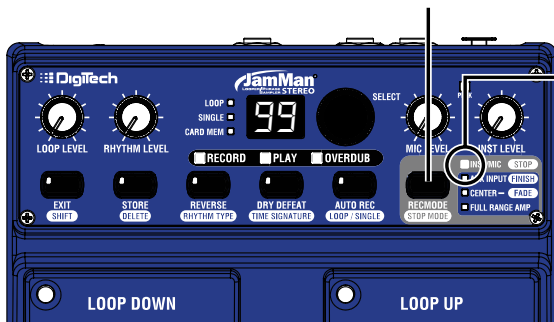 DigiTech
JamMan®
LOOPER/PHRASE SAMPLER STEREO
99
SELECT
LOOP
SINGLE
CARD MEM
LOOP LEVEL
RHYTHM LEVEL
MIC LEVEL
INST LEVEL
RECORD PLAY OVERDUB
INST/MIC STOP
AUX INPUT FINISH
CENTER– FADE
FULL RANGE AMP
EXIT
SHIFT
STORE
DELETE
REVERSE
RHYTHM TYPE
DRY DEFEAT
TIME SIGNATURE
AUTO REC
LOOP / SINGLE
RECMODE
STOP MODE
LOOP DOWN
LOOP UP